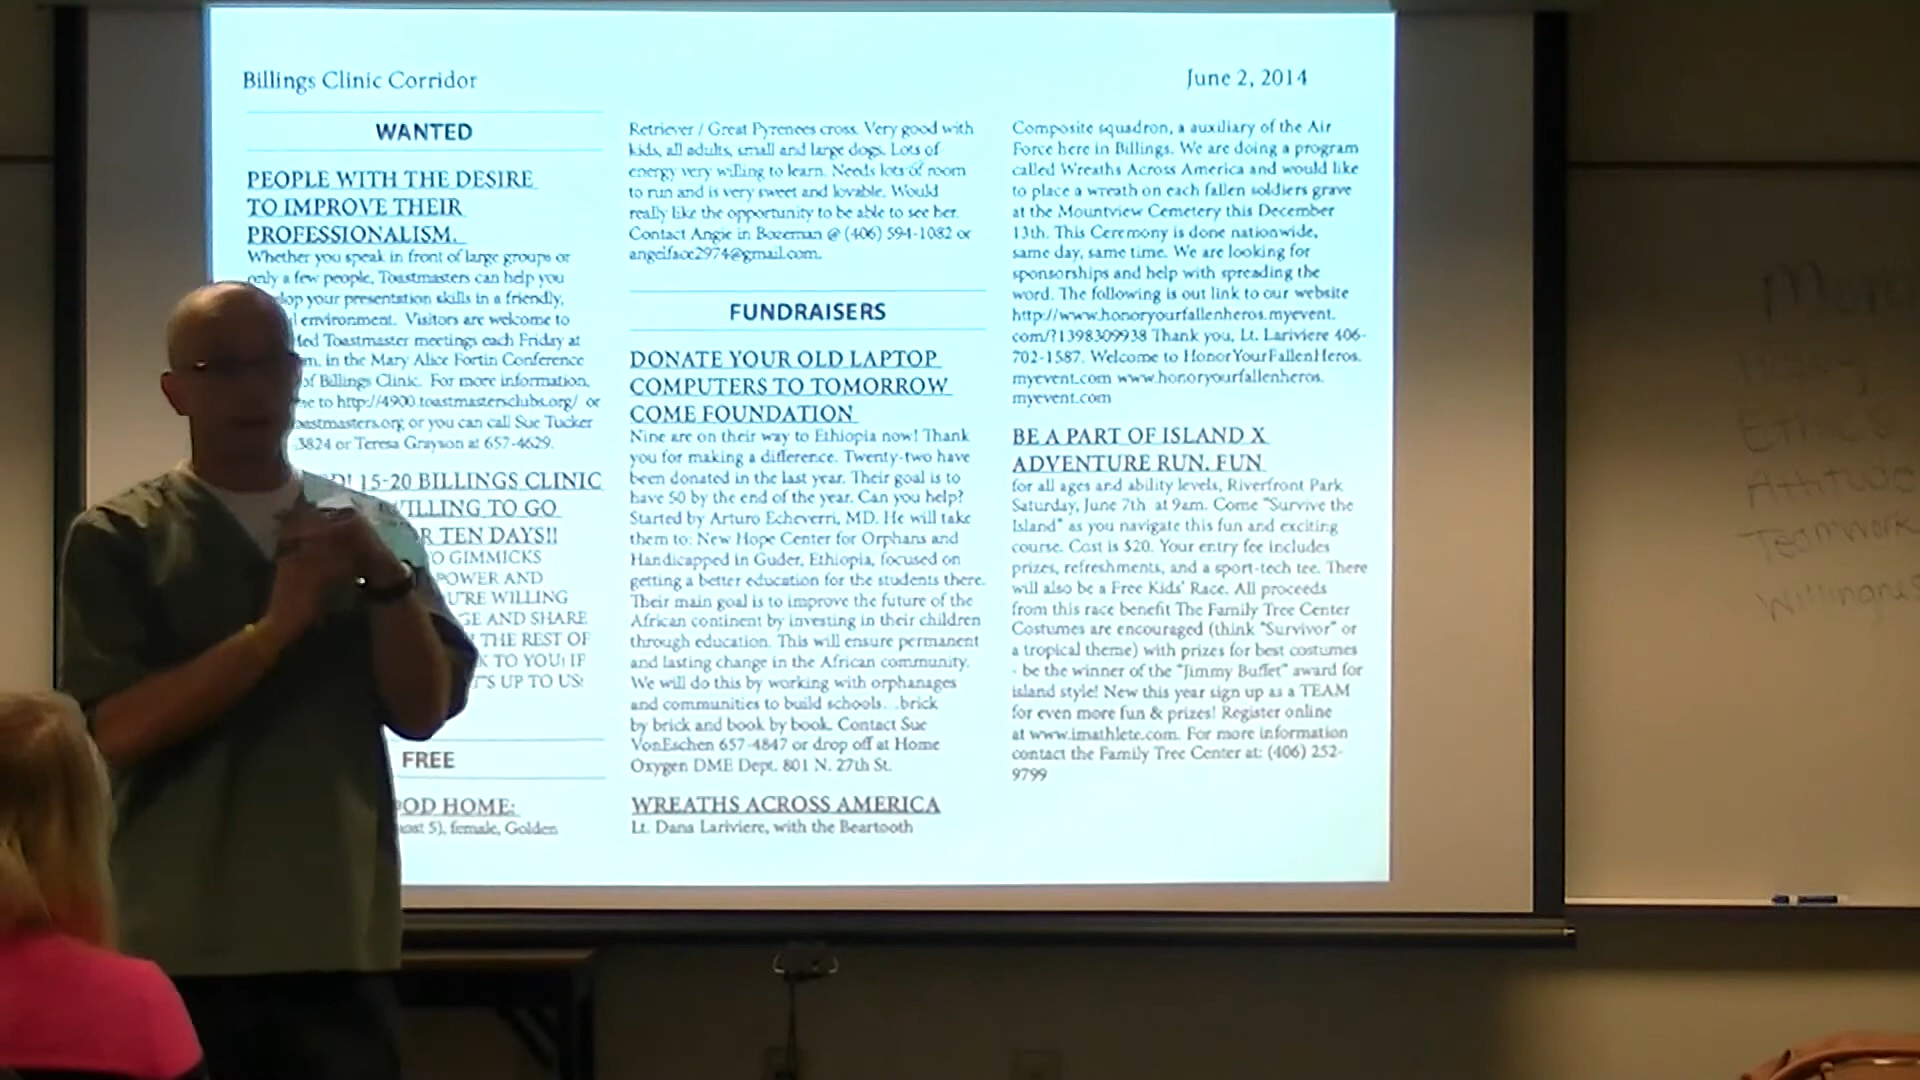 Billings Clinic Corridor
June 2, 2014
WANTED
PEOPLE WITH THE DESIRE
TO IMPROVE THEIR
PROFESSIONALISM.
Whether you speak in front of large groups or
only a few people, Toastmasters can help you
your presentation skills in a friendly,
environment. Visitors are welcome to
Toastmaster meetings each Friday at
in the Mary Alice Fortin Conference
of Billings Clinic. For more information,
to http://4900.toastmastersclubs.org/ or
or you can call Sue Tucker
3824 or Teresa Grayson at 657-4629.
15-20 BILLINGS CLINIC
WILLING TO GO
TEN DAYS!!
GIMMICKS
POWER AND
WILLING
AND SHARE
THE REST OF
TO YOU! IF
UP TO US!
FREE
HOME:
5), female, Golden
Retriever / Great Pyrenees cross. Very good with
kids, all adults, small and large dogs. Lots of
energy very willing to learn. Needs lots of room
to run and is very sweet and lovable. Would
really like the opportunity to be able to see her.
Contact Angie in Bozeman @ (406) 594-1082 or
angelface2974@gmail.com.
FUNDRAISERS
DONATE YOUR OLD LAPTOP
COMPUTERS TO TOMORROW
COME FOUNDATION
Nine are on their way to Ethiopia now! Thank
you for making a difference. Twenty-two have
been donated in the last year. Their goal is to
have 50 by the end of the year. Can you help?
Started by Arturo Echeverri, MD. He will take
them to: New Hope Center for Orphans and
Handicapped in Guder, Ethiopia, focused on
getting a better education for the students there.
Their main goal is to improve the future of the
African continent by investing in their children
through education. This will ensure permanent
and lasting change in the African community.
We will do this by working with orphanages
and communities to build schools. . .brick
by brick and book by book. Contact Sue
VonEschen 657-4847 or drop off at Home
Oxygen DME Dept. 801 N. 27th St.
WREATHS ACROSS AMERICA
Lt. Dana Lariviere, with the Beartooth
Composite squadron, a auxiliary of the Air
Force here in Billings. We are doing a program
called Wreaths Across America and would like
to place a wreath on each fallen soldiers grave
at the Mountview Cemetery this December
13th. This Ceremony is done nationwide,
same day, same time. We are looking for
sponsorships and help with spreading the
word. The following is out link to our website
http://www.honoryourfallenheros.myevent.
com/?1398309938 Thank you, Lt. Lariviere 406-
702-1587. Welcome to HonorYourFallenHeros.
myevent.com www.honoryourfallenheros.
myevent.com
BE A PART OF ISLAND X
ADVENTURE RUN. FUN
for all ages and ability levels, Riverfront Park
Saturday, June 7th at 9am. Come "Survive the
Island" as you navigate this fun and exciting
course. Cost is $20. Your entry fee includes
prizes, refreshments, and a sport-tech tee. There
will also be a Free Kids' Race. All proceeds
from this race benefit The Family Tree Center
Costumes are encouraged (think "Survivor" or
a tropical theme) with prizes for best costumes
- be the winner of the "Jimmy Buffet" award for
island style! New this year sign up as a TEAM
for even more fun & prizes! Register online
at www.imathlete.com. For more information
contact the Family Tree Center at: (406) 252-
9799
Ethics
Attitude
Teamwork